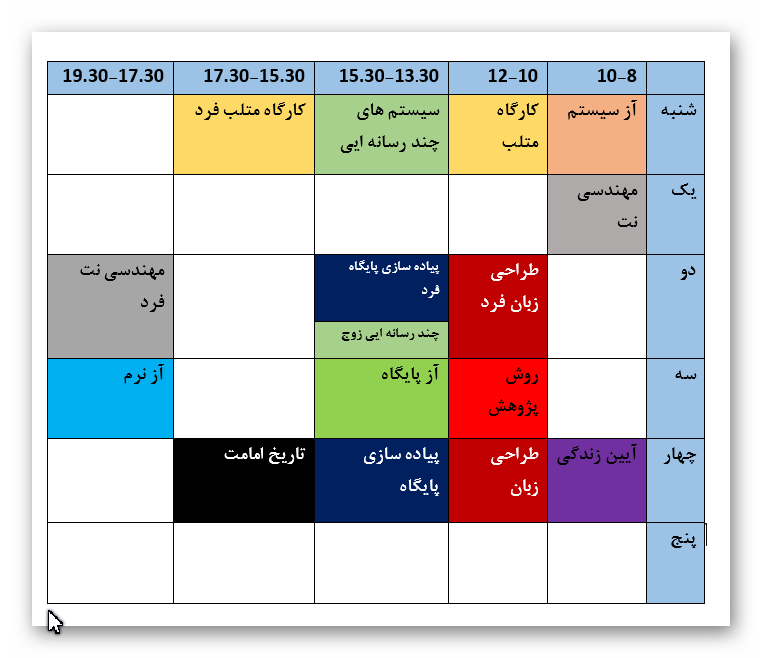 8-10
10-12
13.30-15.30
15.30-17.30
17.30-19.30
شنبه
آز سیستم
کارگاه
متلب
سیستم های
چند رسانه ایی
کارگاه متلب فرد
یک
مهندسی
نت
دو
طراحی
زبان فرد
پیاده سازی پایگاه
فرد
چند رسانه ایی زوج
مهندسی نت
فرد
سه
روش
پژوهش
آز پایگاه
آز نرم
چهار
آیین زندگی
طراحی
زبان
پیاده سازی
پایگاه
تاریخ امامت
پنج